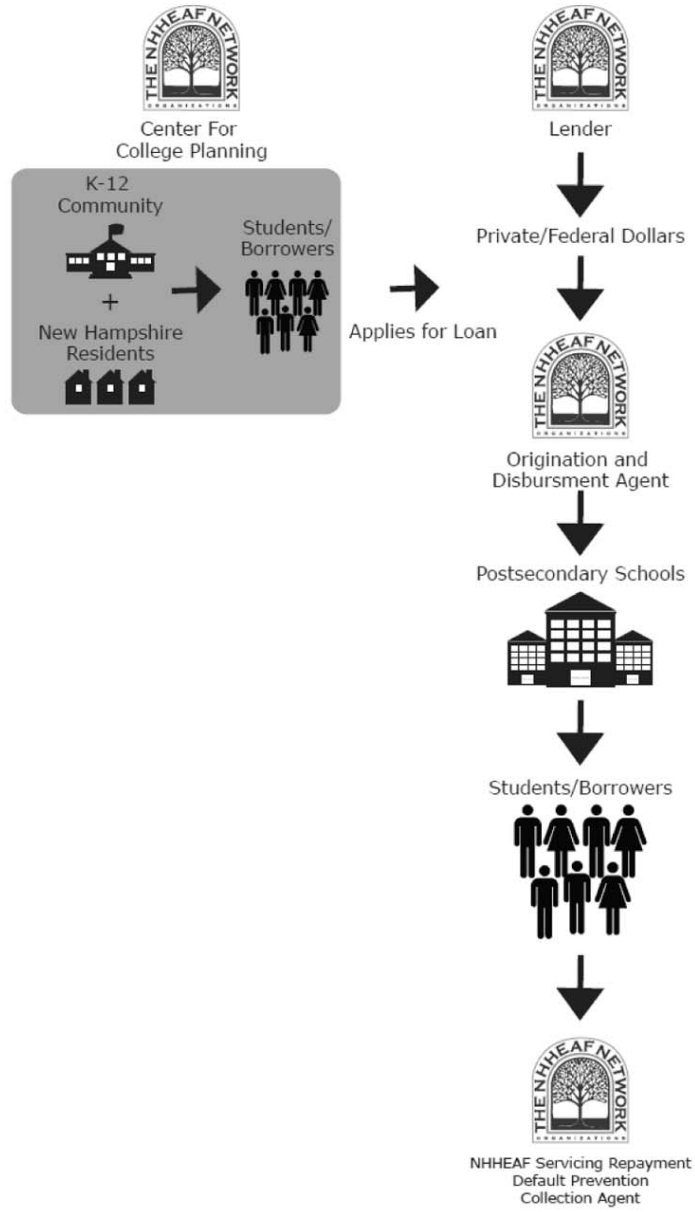 THE NHHEAF NETWORK
ORGANIZATIONS
Center For
College Planning
K-12
Community
+
New Hampshire
Residents
Students/
Borrowers
Applies for Loan
THE NHHEAF NETWORK
ORGANIZATIONS
Lender
Private/Federal Dollars
THE NHHEAF NETWORK
ORGANIZATIONS
Origination and
Disbursment Agent
Postsecondary Schools
Students/Borrowers
THE NHHEAF NETWORK
ORGANIZATIONS
NHHEAF Servicing Repayment
Default Prevention
Collection Agent